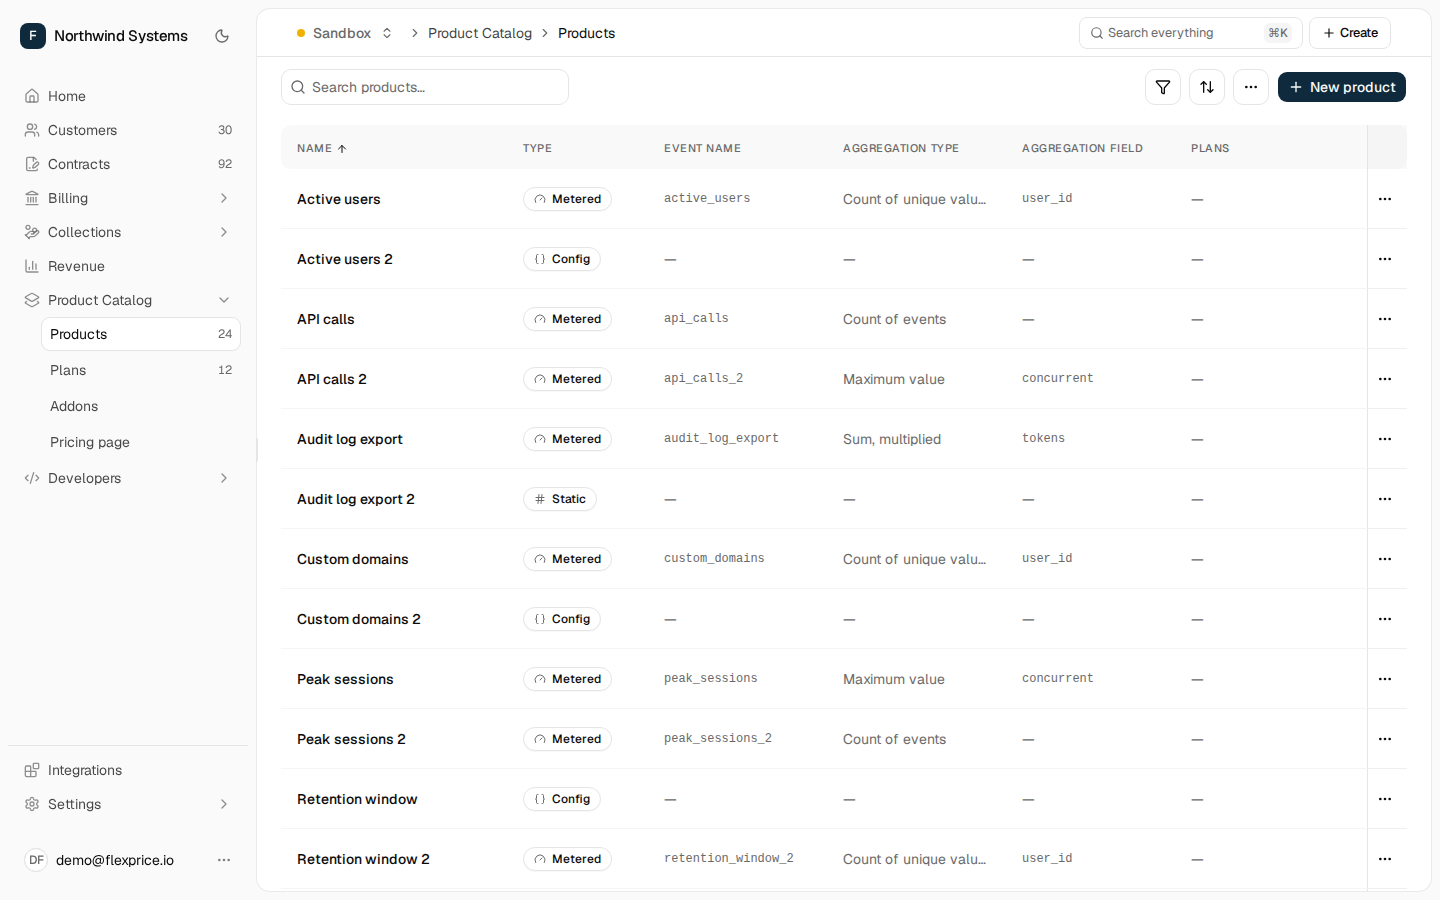 F Northwind Systems
Home
Customers 30
Contracts 92
Billing
Collections
Revenue
Product Catalog
Products 24
Plans 12
Addons
Pricing page
Developers
Integrations
Settings
DF demo@flexprice.io
Sandbox Product Catalog Products
Search everything ⌘K
Create
Search products...
New product
NAME TYPE EVENT NAME AGGREGATION TYPE AGGREGATION FIELD PLANS
Active users Metered active_users Count of unique valu... user_id —
Active users 2 Config — — — —
API calls Metered api_calls Count of events — —
API calls 2 Metered api_calls_2 Maximum value concurrent —
Audit log export Metered audit_log_export Sum, multiplied tokens —
Audit log export 2 Static — — — —
Custom domains Metered custom_domains Count of unique valu... user_id —
Custom domains 2 Config — — — —
Peak sessions Metered peak_sessions Maximum value concurrent —
Peak sessions 2 Metered peak_sessions_2 Count of events — —
Retention window Config — — — —
Retention window 2 Metered retention_window_2 Count of unique valu... user_id —